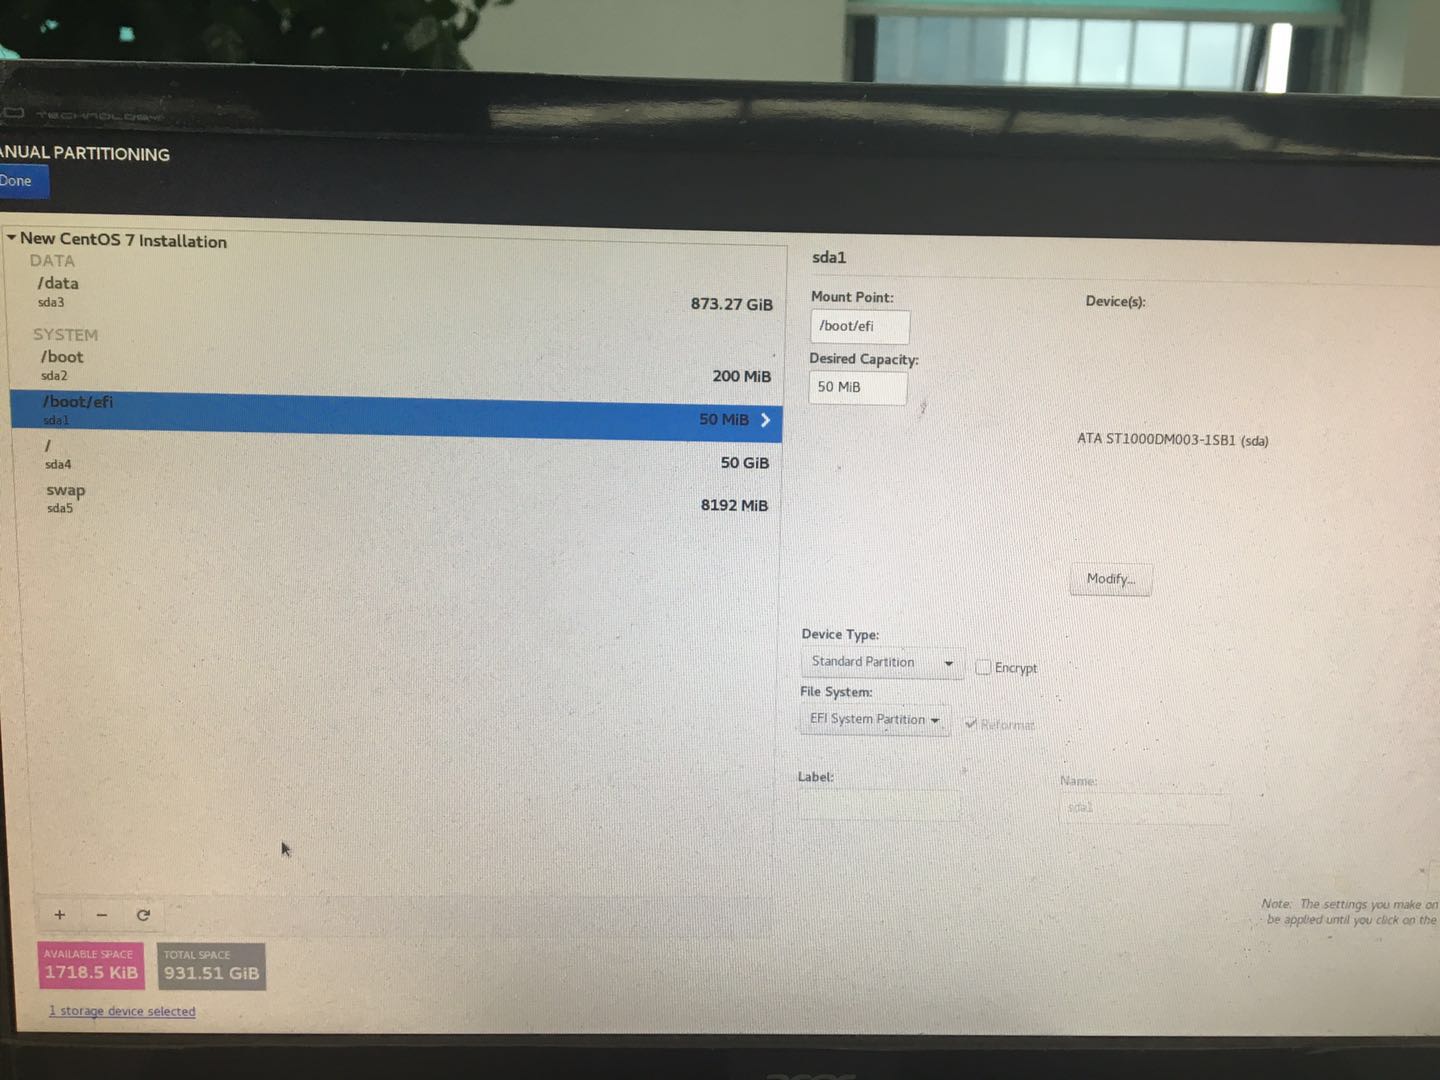 TECHNOLOGY
ANUAL PARTITIONING
Done
New CentOS 7 Installation
DATA
/data
sda3
873.27 GiB
SYSTEM
/boot
sda2
200 MiB
/boot/efi
sda1
50 MiB
/
sda4
50 GiB
swap
sda5
8192 MiB
+ -
AVAILABLE SPACE
1718.5 KiB
TOTAL SPACE
931.51 GiB
1 storage device selected
sda1
Mount Point:
/boot/efi
Desired Capacity:
50 MiB
Device(s):
ATA ST1000DM003-1SB1 (sda)
Modify...
Device Type:
Standard Partition
Encrypt
File System:
EFI System Partition
Reformat
Label:
Name:
sda1
Note: The settings you make on
be applied until you click on the